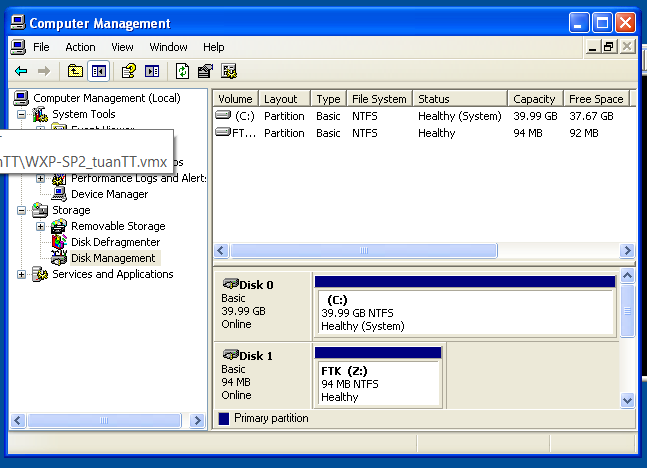 Computer Management
File Action View Window Help
Volume Layout Type File System Status Capacity Free Space
(C:) Partition Basic NTFS Healthy (System) 39.99 GB 37.67 GB
FT... Partition Basic NTFS Healthy 94 MB 92 MB
Computer Management (Local)
System Tools
nTT\WXP-SP2_tuanTT.vmx
Performance Logs and Alerts
Device Manager
Storage
Removable Storage
Disk Defragmenter
Disk Management
Services and Applications
Disk 0
Basic
39.99 GB
Online
(C:)
39.99 GB NTFS
Healthy (System)
Disk 1
Basic
94 MB
Online
FTK (Z:)
94 MB NTFS
Healthy
Primary partition